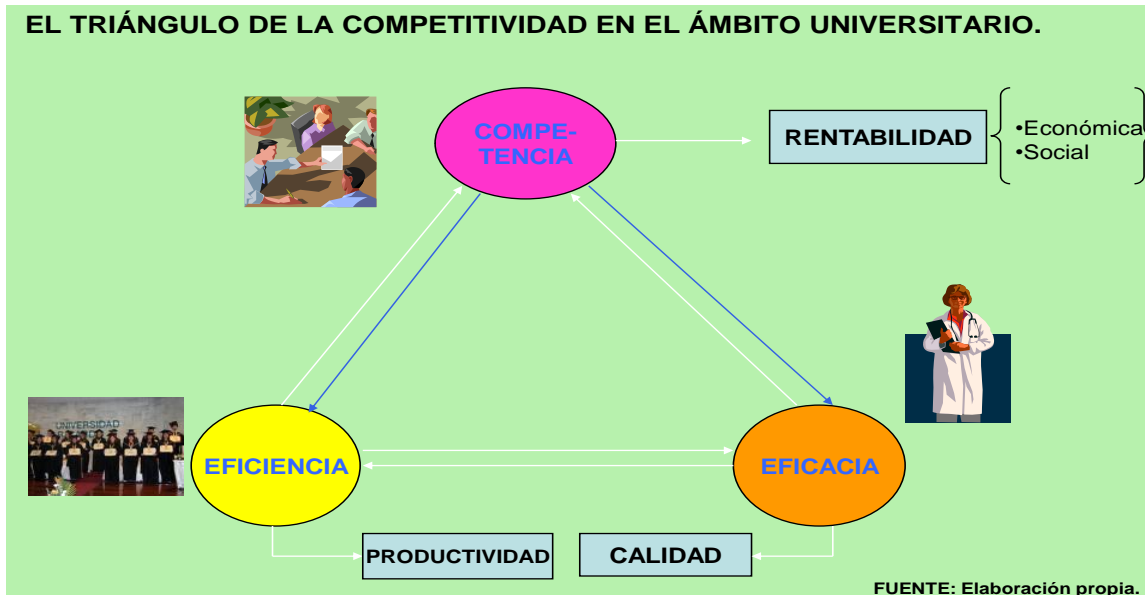 EL TRIÁNGULO DE LA COMPETITIVIDAD EN EL ÁMBITO UNIVERSITARIO.
COMPE-
TENCIA
RENTABILIDAD
•Económica
•Social
UNIVERSIDAD
EFICIENCIA
EFICACIA
PRODUCTIVIDAD
CALIDAD
FUENTE: Elaboración propia.